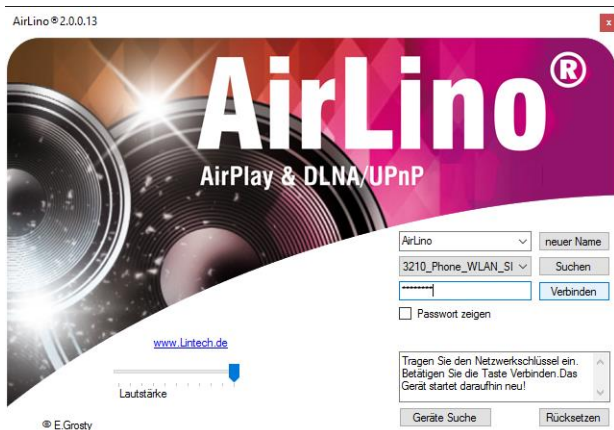 AirLino ® 2.0.0.13
x
AirLino®
AirPlay & DLNA/UPnP
AirLino
neuer Name
3210_Phone_WLAN_SI
Suchen
Verbinden
Passwort zeigen
www.Lintech.de
Lautstärke
Tragen Sie den Netzwerkschlüssel ein.
Betätigen Sie die Taste Verbinden.Das
Gerät startet daraufhin neu!
Geräte Suche
Rücksetzen
® E.Grosty